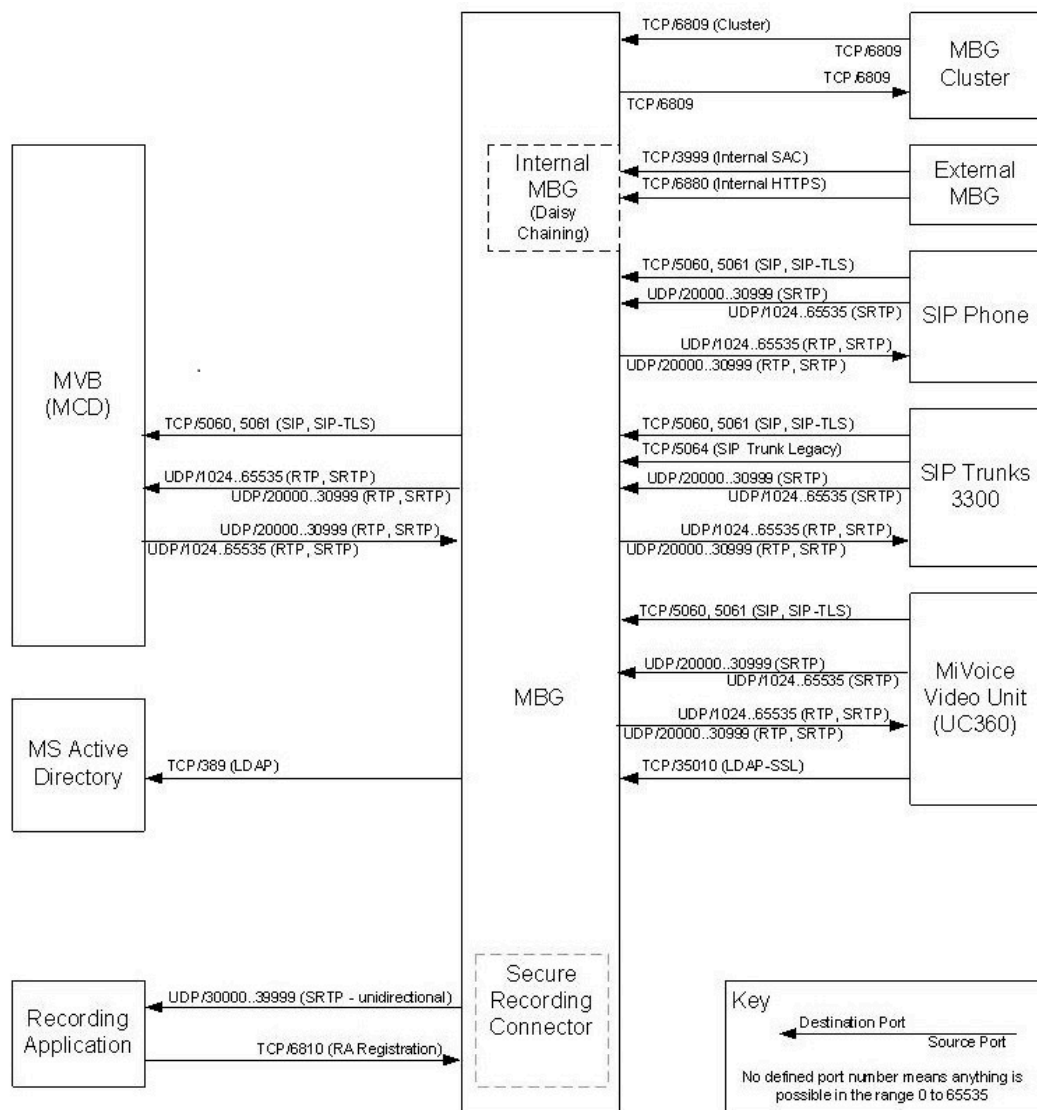 TCP/6809 (Cluster)
TCP/6809
TCP/6809
TCP/6809
MBG
Cluster
Internal
MBG
(Daisy
Chaining)
TCP/3999 (Internal SAC)
TCP/6880 (Internal HTTPS)
External
MBG
TCP/5060, 5061 (SIP, SIP-TLS)
UDP/20000..30999 (SRTP)
UDP/1024..65535 (SRTP)
UDP/1024..65535 (RTP, SRTP)
UDP/20000..30999 (RTP, SRTP)
SIP Phone
MVB
(MCD)
TCP/5060, 5061 (SIP, SIP-TLS)
UDP/1024..65535 (RTP, SRTP)
UDP/20000..30999 (RTP, SRTP)
UDP/20000..30999 (RTP, SRTP)
UDP/1024..65535 (RTP, SRTP)
TCP/5060, 5061 (SIP, SIP-TLS)
TCP/5064 (SIP Trunk Legacy)
UDP/20000..30999 (SRTP)
UDP/1024..65535 (SRTP)
UDP/1024..65535 (RTP, SRTP)
UDP/20000..30999 (RTP, SRTP)
SIP Trunks
3300
TCP/5060, 5061 (SIP, SIP-TLS)
UDP/20000..30999 (SRTP)
UDP/1024..65535 (SRTP)
UDP/1024..65535 (RTP, SRTP)
UDP/20000..30999 (RTP, SRTP)
TCP/35010 (LDAP-SSL)
MiVoice
Video Unit
(UC360)
MBG
MS Active
Directory
TCP/389 (LDAP)
Recording
Application
UDP/30000..39999 (SRTP - unidirectional)
TCP/6810 (RA Registration)
Secure
Recording
Connector
Key
Destination Port
Source Port
No defined port number means anything is
possible in the range 0 to 65535